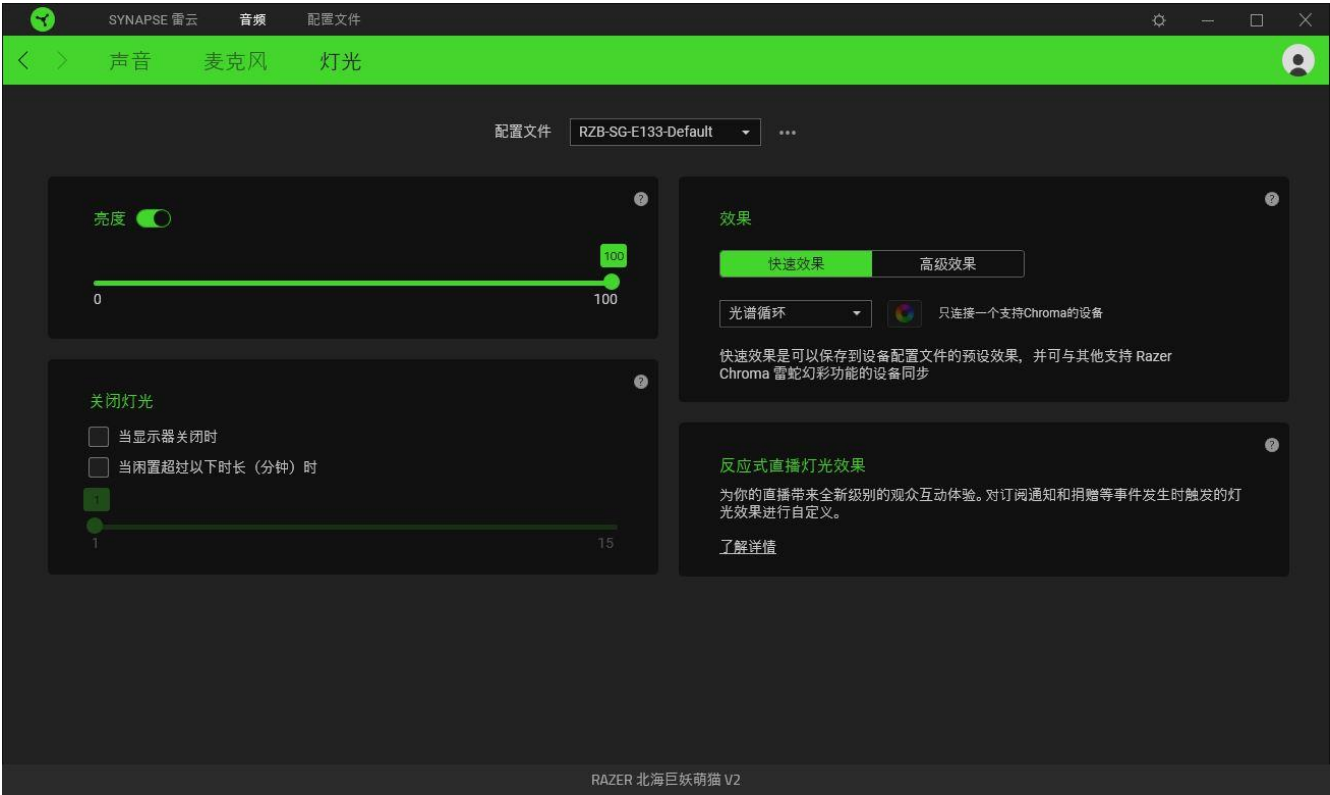 SYNAPSE 雷云 音频 配置文件
声音 麦克风 灯光
配置文件 RZB-SG-E133-Default
亮度
100
0 100
关闭灯光
当显示器关闭时
当闲置超过以下时长（分钟）时
1
1 15
效果
快速效果 高级效果
光谱循环 只连接一个支持Chroma的设备
快速效果是可以保存到设备配置文件的预设效果，并可与其他支持 Razer
Chroma 雷蛇幻彩功能的设备同步
反应式直播灯光效果
为你的直播带来全新级别的观众互动体验。对订阅通知和捐赠等事件发生时触发的灯
光效果进行自定义。
了解详情
RAZER 北海巨妖萌猫 V2